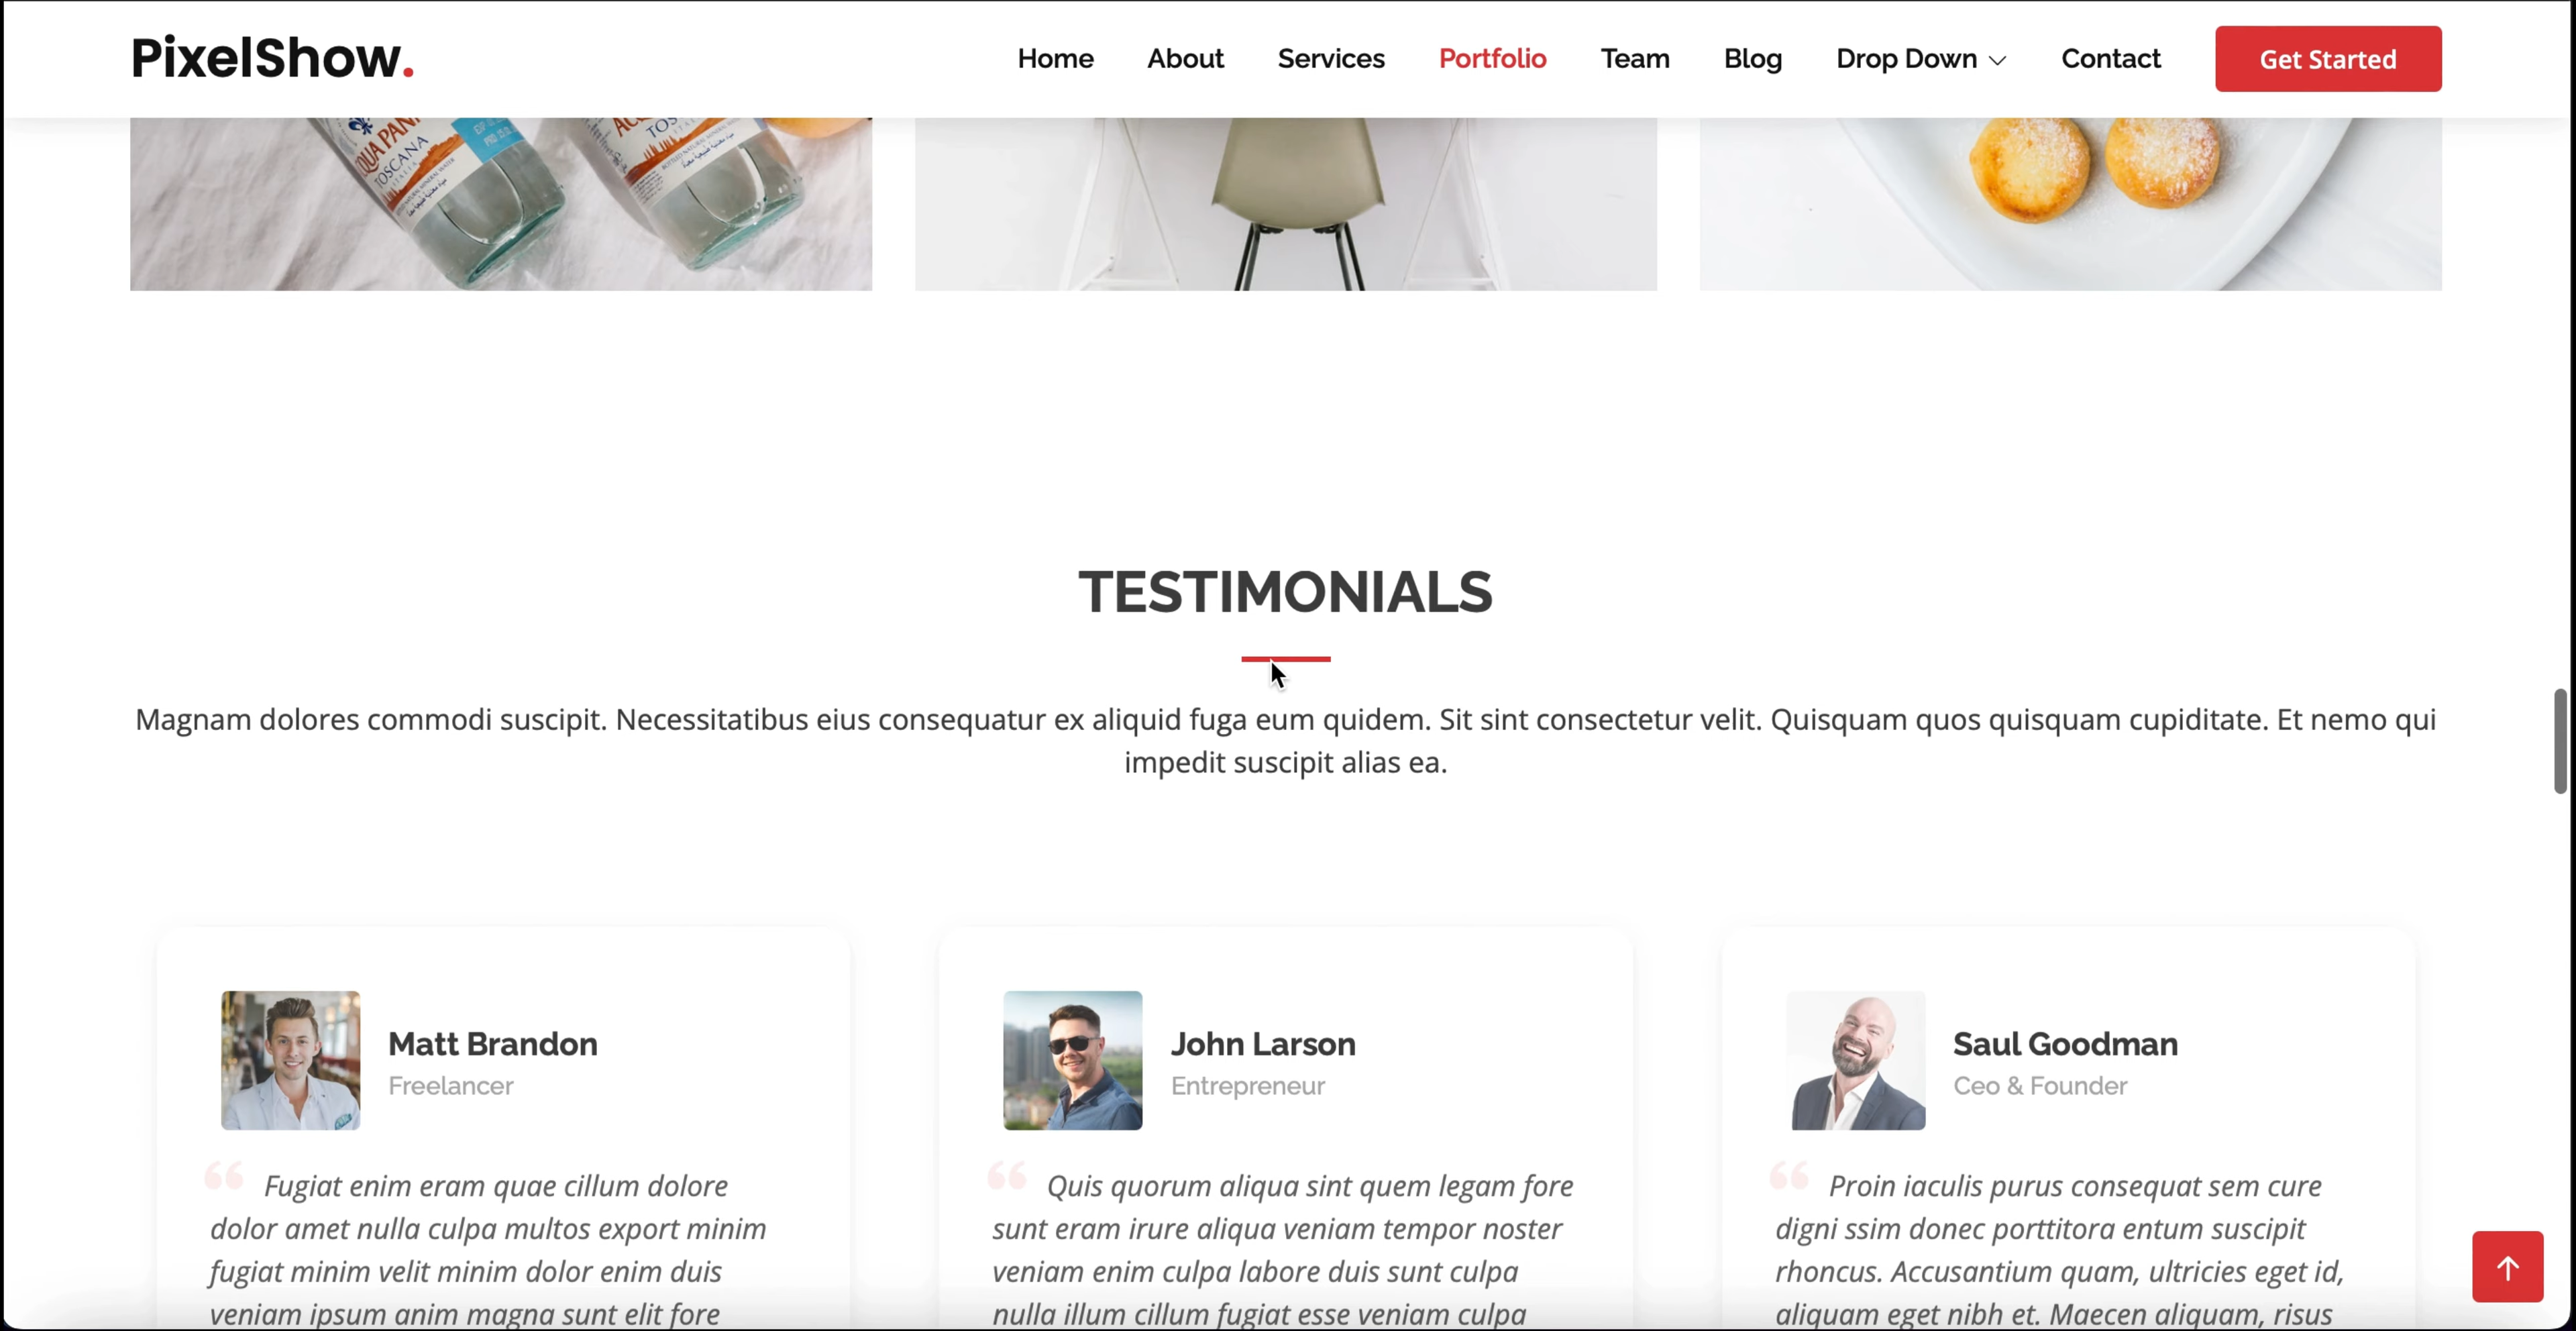 PixelShow.
Home About Services Portfolio Team Blog Drop Down Contact Get Started
QUA PAN
TOSCANA
TESTIMONIALS
Magnam dolores commodi suscipit. Necessitatibus eius consequatur ex aliquid fuga eum quidem. Sit sint consectetur velit. Quisquam quos quisquam cupiditate. Et nemo qui
impedit suscipit alias ea.
Matt Brandon
Freelancer
Fugiat enim eram quae cillum dolore
dolor amet nulla culpa multos export minim
fugiat minim velit minim dolor enim duis
veniam ipsum anim magna sunt elit fore
John Larson
Entrepreneur
Quis quorum aliqua sint quem legam fore
sunt eram irure aliqua veniam tempor noster
veniam enim culpa labore duis sunt culpa
nulla illum cillum fugiat esse veniam culpa
Saul Goodman
Ceo & Founder
Proin iaculis purus consequat sem cure
digni ssim donec porttitora entum suscipit
rhoncus. Accusantium quam, ultricies eget id,
aliquam eget nibh et. Maecen aliquam, risus